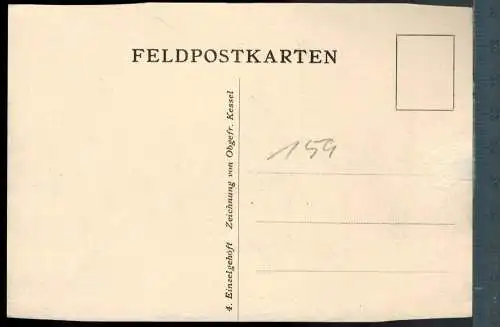 FELDPOSTKARTEN
4. Einzelgehöft Zeichnung von Obgefr. Kessel
159